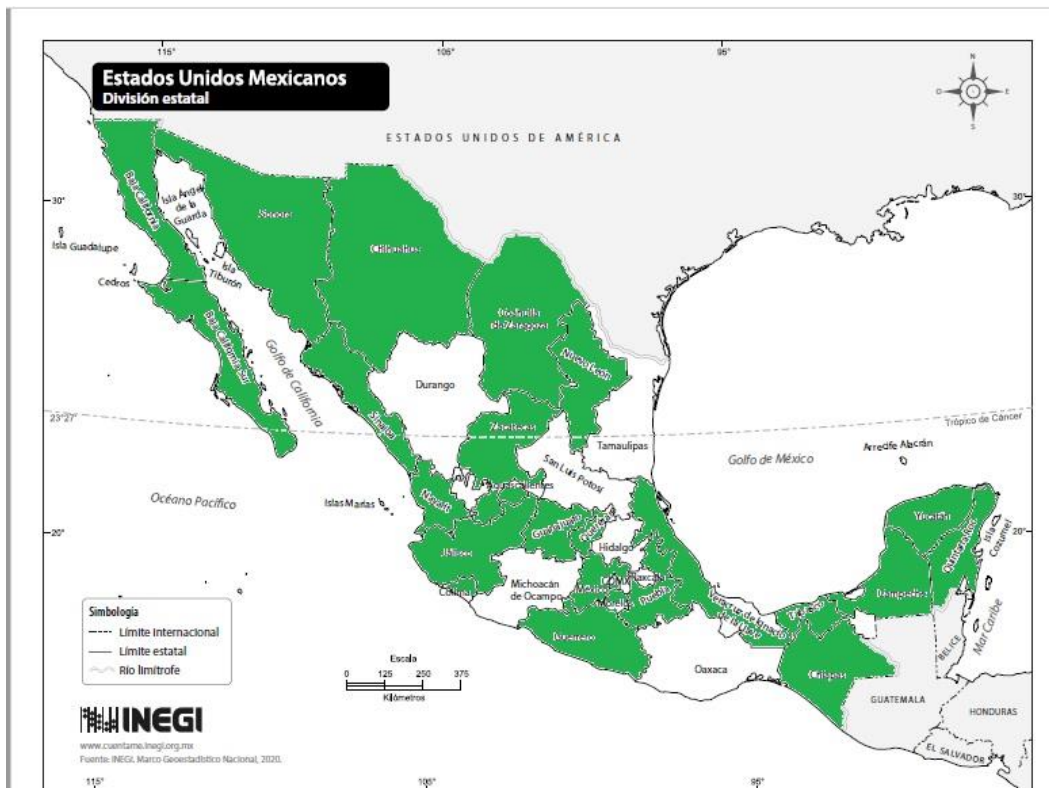 115°
105°
95°
Estados Unidos Mexicanos
División estatal
N
O
E
S
ESTADOS UNIDOS DE AMÉRICA
30°
30°
Baja California
Isla Ángel
de la
Guarda
Sonora
Chihuahua
Isla Guadalupe
Isla
Tiburón
Cedros
Coahuila
de Zaragoza
Baja California Sur
Golfo de California
Nuevo León
Durango
Sinaloa
23°27'
Trópico de Cáncer
Zacatecas
Tamaulipas
Arrecife Alacrán
San Luis Potosí
Golfo de México
Océano Pacífico
Islas Marías
Nayarit
Aguascalientes
Yucatán
Quintana Roo
Isla
Cozumel
20°
20°
Guanajuato
Hidalgo
Jalisco
Michoacán
de Ocampo
México
CDMX
Tlaxcala
Puebla
Campeche
Colima
Veracruz de Ignacio
de la Llave
Mar Caribe
Simbología
Límite Internacional
Límite estatal
Río limítrofe
Guerrero
Escala
0 125 250 375
Kilómetros
Oaxaca
Chiapas
BELICE
GUATEMALA
HONDURAS
EL SALVADOR
INEGI
www.cuentame.inegi.org.mx
Fuente: INEGI. Marco Geoestadístico Nacional, 2020.
115°
105°
95°